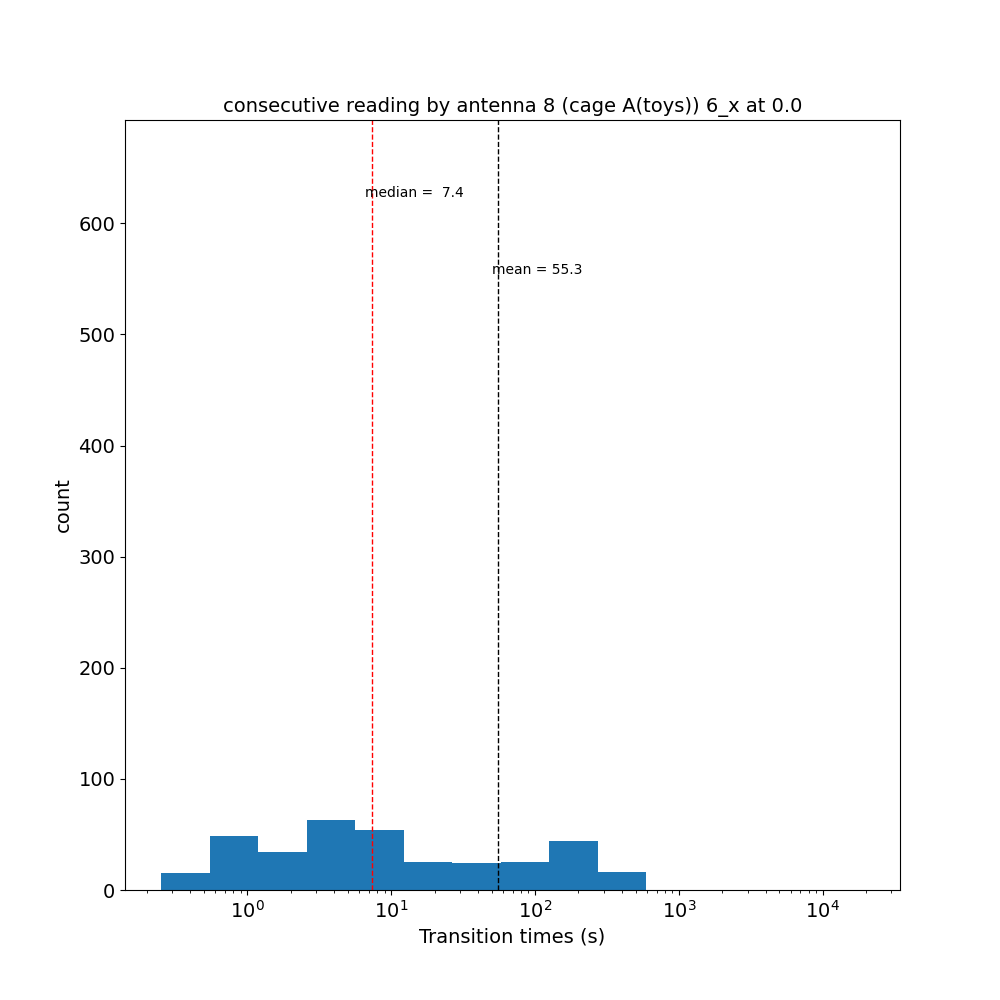 consecutive reading by antenna 8 (cage A(toys)) 6_x at 0.0
median =  7.4
mean = 55.3
600
500
400
300
200
100
0
count
10^0 10^1 10^2 10^3 10^4
Transition times (s)